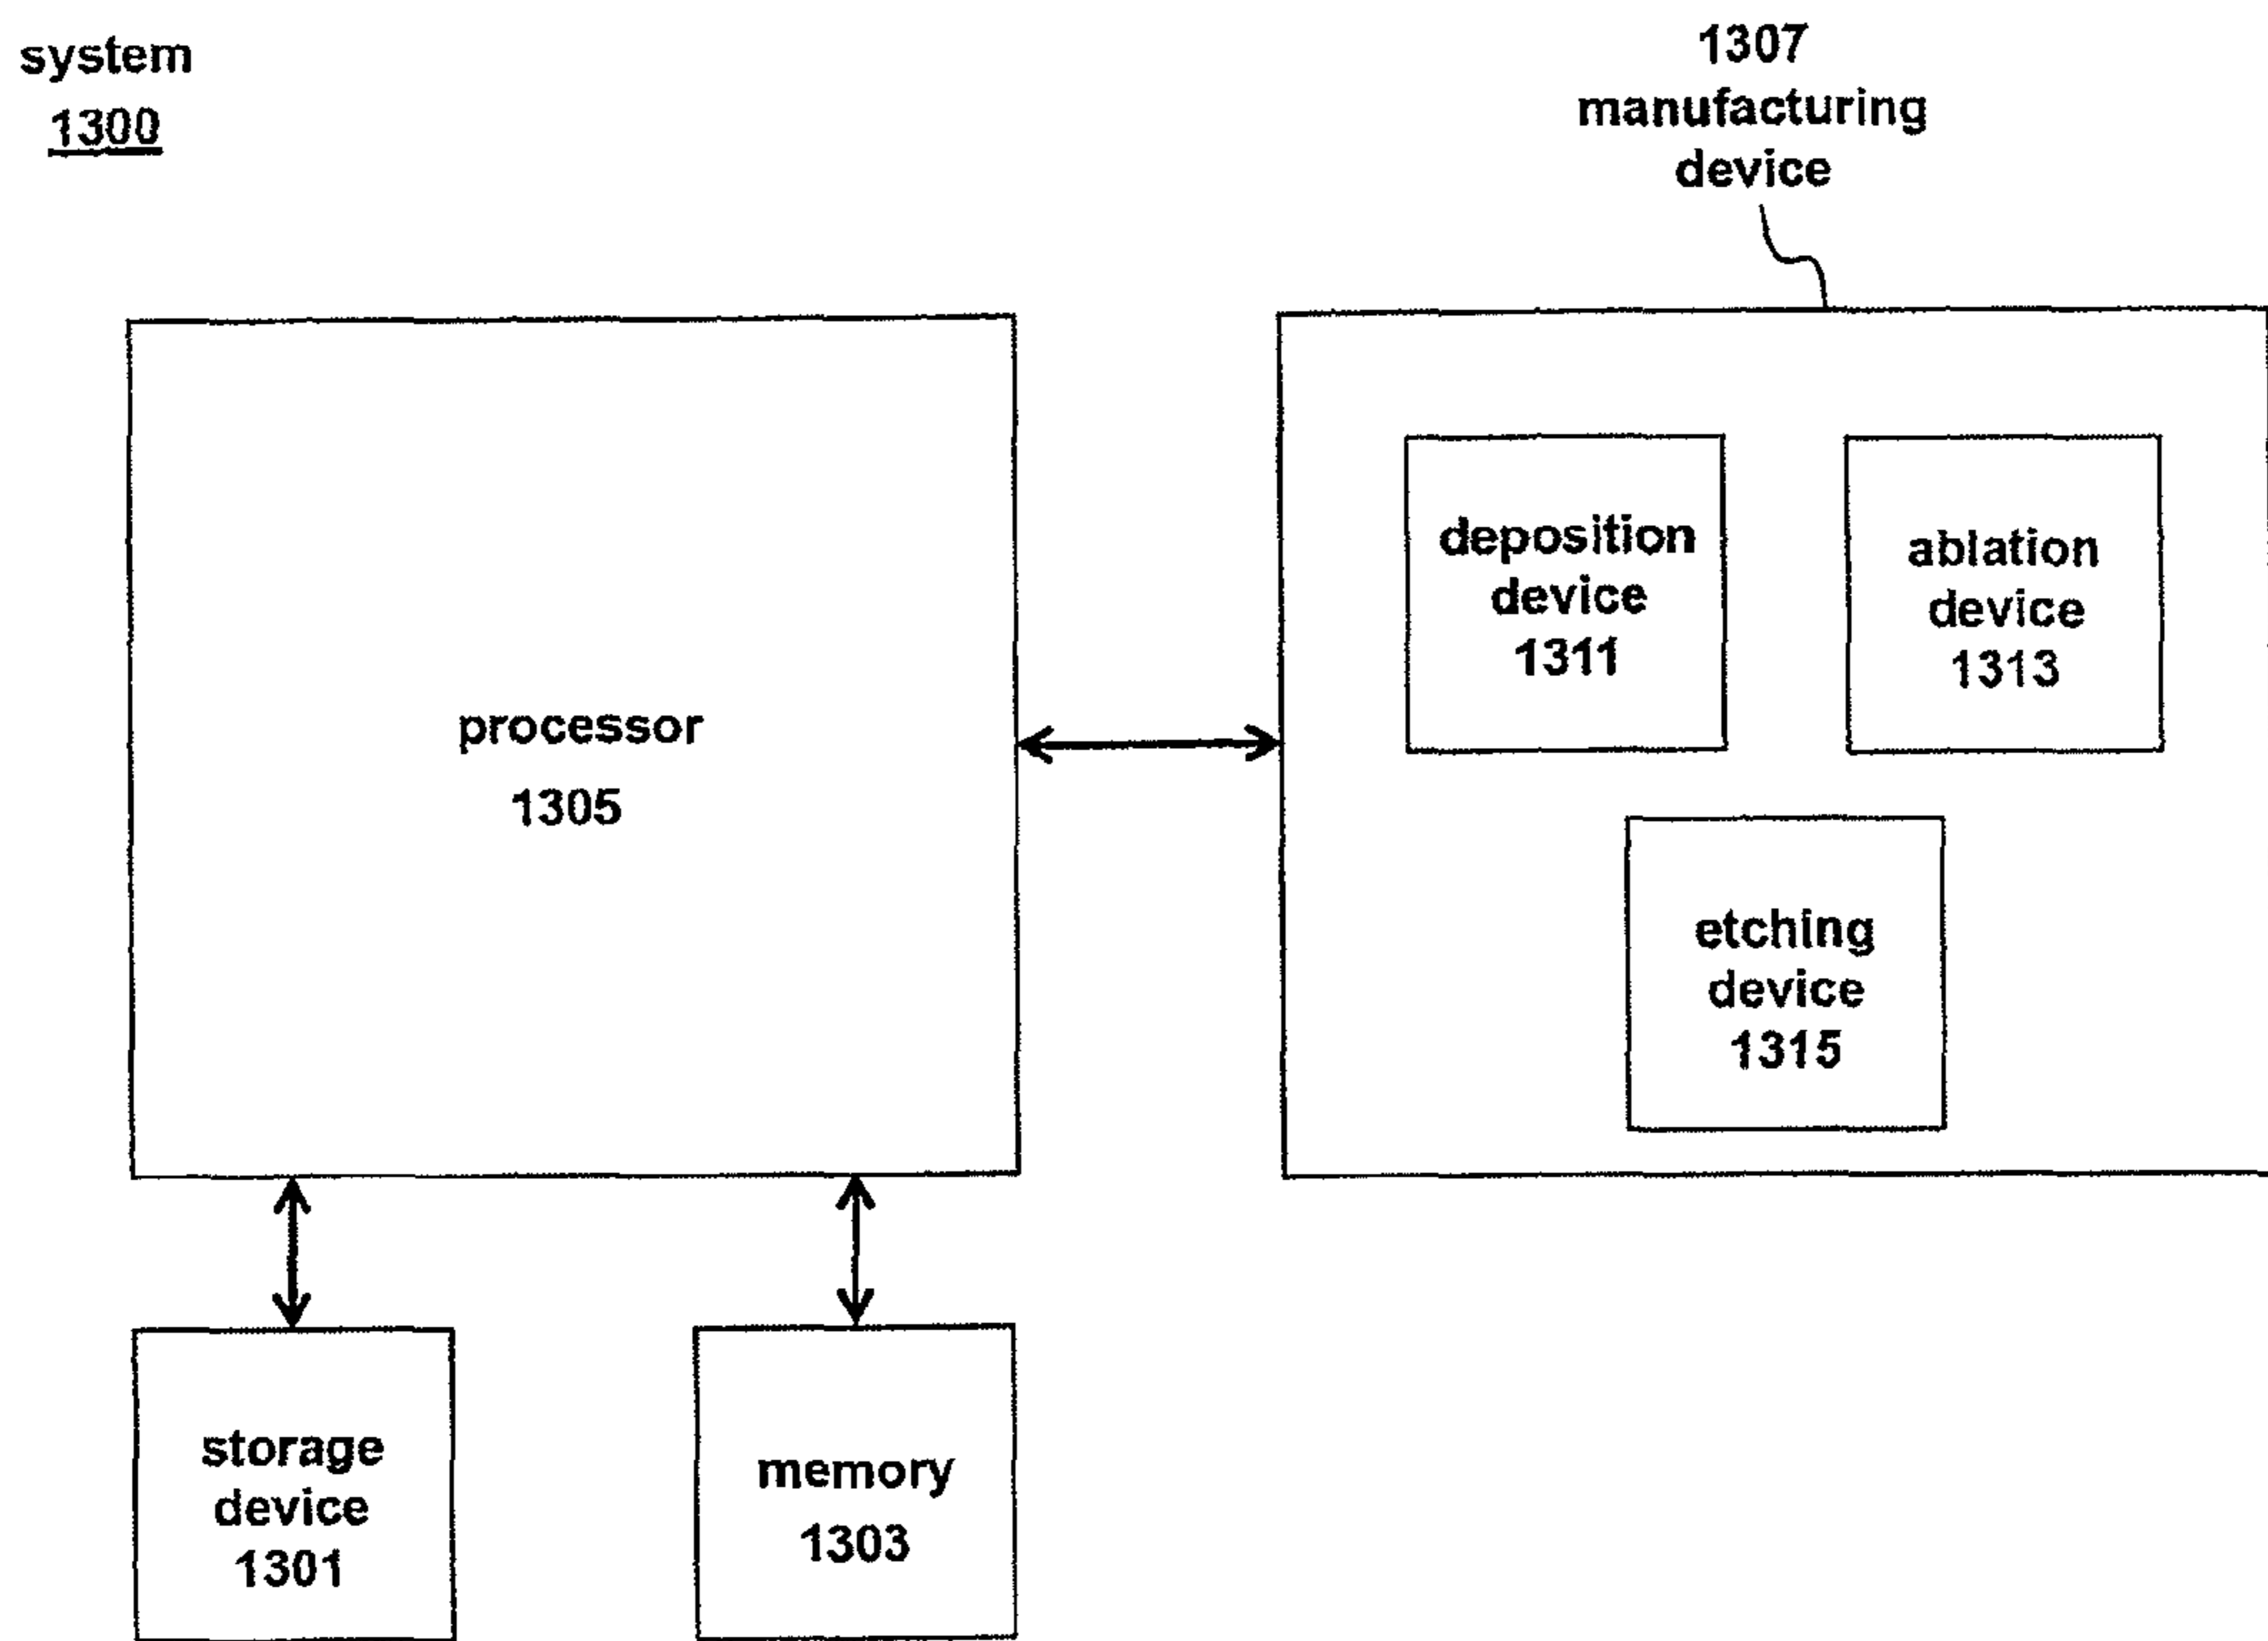 system
1300
1307
manufacturing
device
processor
1305
deposition
device
1311
ablation
device
1313
etching
device
1315
storage
device
1301
memory
1303